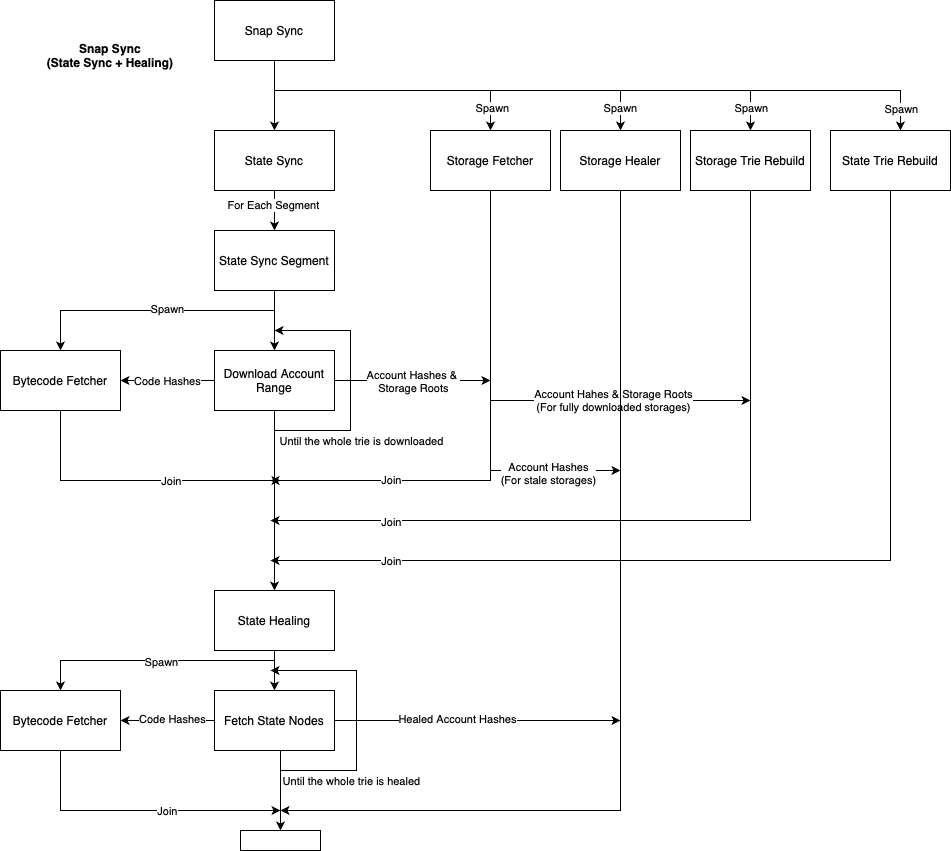 Snap Sync
Snap Sync
(State Sync + Healing)
Spawn
Spawn
Spawn
Spawn
State Sync
Storage Fetcher
Storage Healer
Storage Trie Rebuild
State Trie Rebuild
For Each Segment
State Sync Segment
Spawn
Bytecode Fetcher
Code Hashes
Download Account
Range
Account Hashes &
Storage Roots
Account Hahes & Storage Roots
(For fully downloaded storages)
Until the whole trie is downloaded
Account Hashes
(For stale storages)
Join
Join
Join
Join
State Healing
Spawn
Bytecode Fetcher
Code Hashes
Fetch State Nodes
Healed Account Hashes
Until the whole trie is healed
Join